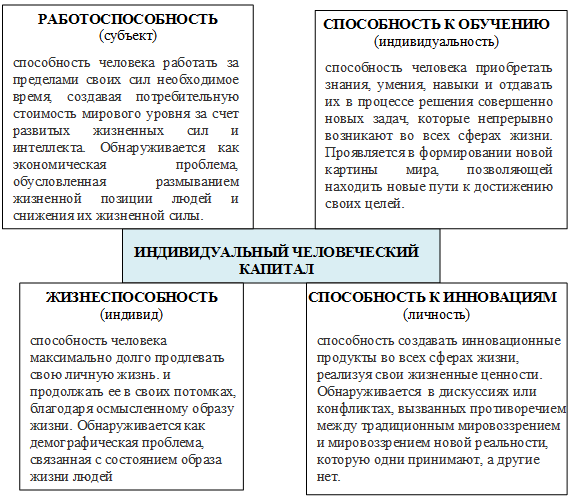 РАБОТОСПОСОБНОСТЬ
(субъект)
способность человека работать за
пределами своих сил необходимое
время, создавая потребительную
стоимость мирового уровня за счет
развитых жизненных сил и
интеллекта. Обнаруживается как
экономическая проблема,
обусловленная размыванием
жизненной позиции людей и
снижения их жизненной силы.
СПОСОБНОСТЬ К ОБУЧЕНИЮ
(индивидуальность)
способность человека приобретать
знания, умения, навыки и отдавать
их в процессе решения совершенно
новых задач, которые непрерывно
возникают во всех сферах жизни.
Проявляется в формировании новой
картины мира, позволяющей
находить новые пути к достижению
своих целей.
ИНДИВИДУАЛЬНЫЙ ЧЕЛОВЕЧЕСКИЙ
КАПИТАЛ
ЖИЗНЕСПОСОБНОСТЬ
(индивид)
способность человека
максимально долго продлевать
свою личную жизнь. и
продолжать ее в своих потомках,
благодаря осмысленному образу
жизни. Обнаруживается как
демографическая проблема,
связанная с состоянием образа
жизни людей
СПОСОБНОСТЬ К ИННОВАЦИЯМ
(личность)
способность создавать инновационные
продукты во всех сферах жизни,
реализуя свои жизненные ценности.
Обнаруживается в дискуссиях или
конфликтах, вызванных противоречием
между традиционным мировоззрением
и мировоззрением новой реальности,
которую одни принимают, а другие
нет.